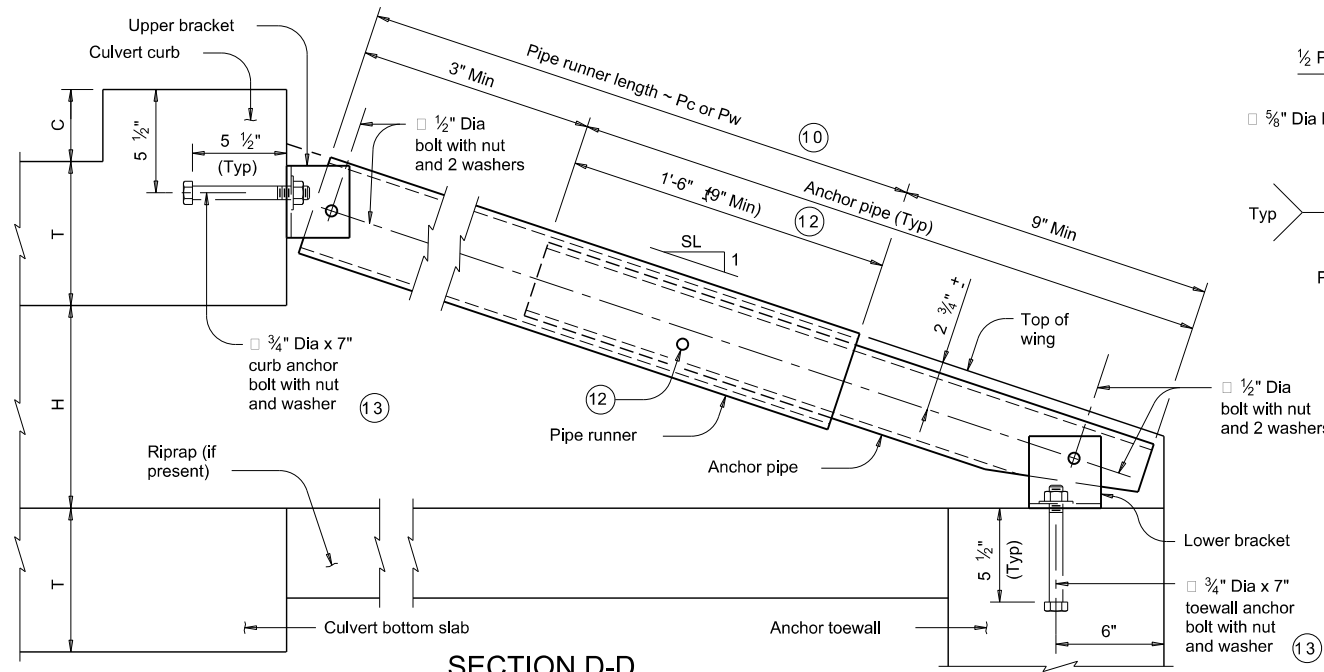 Upper bracket
Culvert curb
Pipe runner length ~ Pc or Pw
3" Min
10
½" Dia
bolt with nut
and 2 washers
C
5 ½"
5 ½"
(Typ)
1'-6"
(9" Min)
12
Anchor pipe (Typ)
9" Min
½
⅝" Dia
Typ
SL
1
T
2 ¾" ±
Top of
wing
¾" Dia x 7"
curb anchor
bolt with nut
and washer
13
12
Pipe runner
Anchor pipe
½" Dia
bolt with nut
and 2 washers
H
Riprap (if
present)
Lower bracket
5 ½"
(Typ)
¾" Dia x 7"
toewall anchor
bolt with nut
and washer
13
T
Culvert bottom slab
Anchor toewall
6"
SECTION D-D